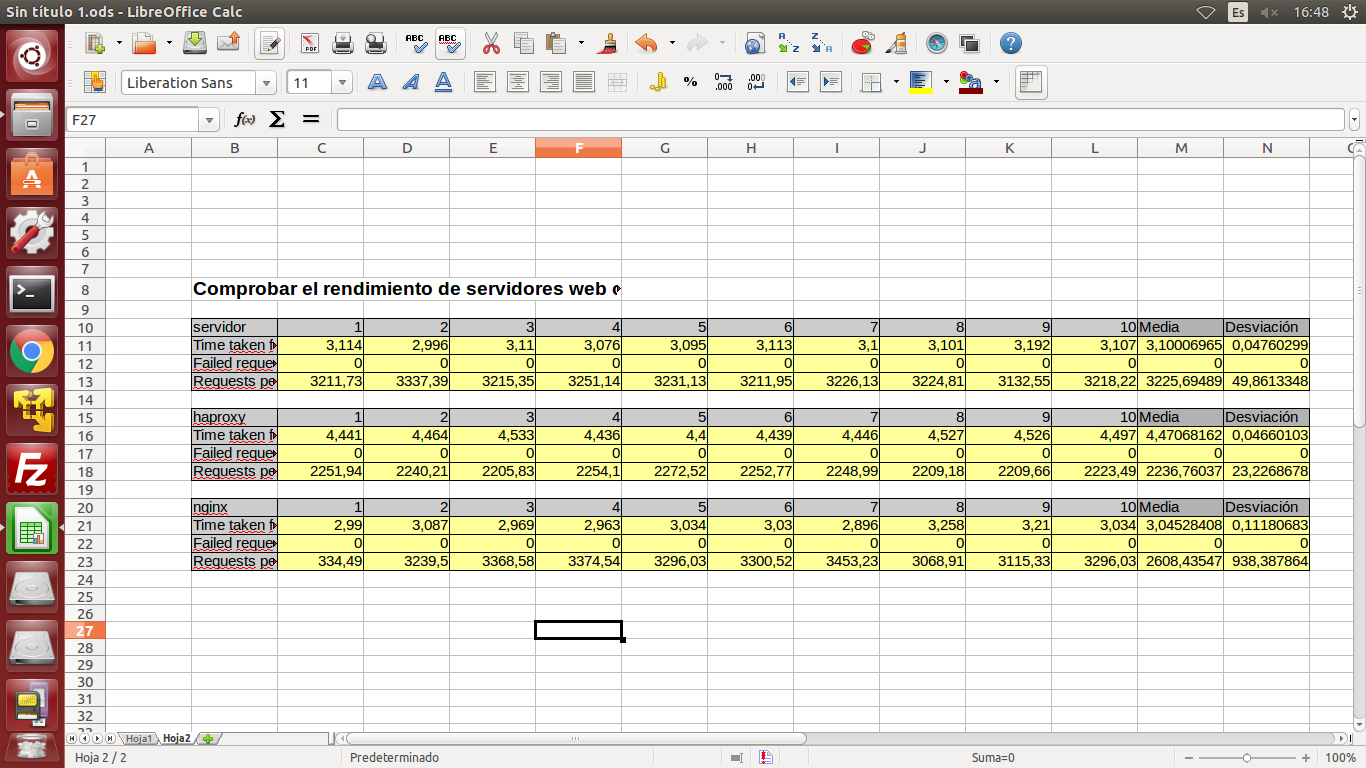 Sin título 1.ods - LibreOffice Calc Es 16:48
Liberation Sans 11
F27
A B C D E F G H I J K L M N
1
2
3
4
5
6
7
8 Comprobar el rendimiento de servidores web
9
10 servidor 1 2 3 4 5 6 7 8 9 10 Media Desviación
11 Time taken 3,114 2,996 3,11 3,076 3,095 3,113 3,1 3,101 3,192 3,107 3,10006965 0,04760299
12 Failed reque 0 0 0 0 0 0 0 0 0 0 0 0
13 Requests pe 3211,73 3337,39 3215,35 3251,14 3231,13 3211,95 3226,13 3224,81 3132,55 3218,22 3225,69489 49,8613348
14
15 haproxy 1 2 3 4 5 6 7 8 9 10 Media Desviación
16 Time taken 4,441 4,464 4,533 4,436 4,4 4,439 4,446 4,527 4,526 4,497 4,47068162 0,04660103
17 Failed reque 0 0 0 0 0 0 0 0 0 0 0 0
18 Requests pe 2251,94 2240,21 2205,83 2254,1 2272,52 2252,77 2248,99 2209,18 2209,66 2223,49 2236,76037 23,2268678
19
20 nginx 1 2 3 4 5 6 7 8 9 10 Media Desviación
21 Time taken 2,99 3,087 2,969 2,963 3,034 3,03 2,896 3,258 3,21 3,034 3,04528408 0,11180683
22 Failed reque 0 0 0 0 0 0 0 0 0 0 0 0
23 Requests pe 334,49 3239,5 3368,58 3374,54 3296,03 3300,52 3453,23 3068,91 3115,33 3296,03 2608,43547 938,387864
24
25
26
27
28
29
30
31
32
Hoja1 Hoja2
Hoja 2 / 2 Predeterminado Suma=0 100%